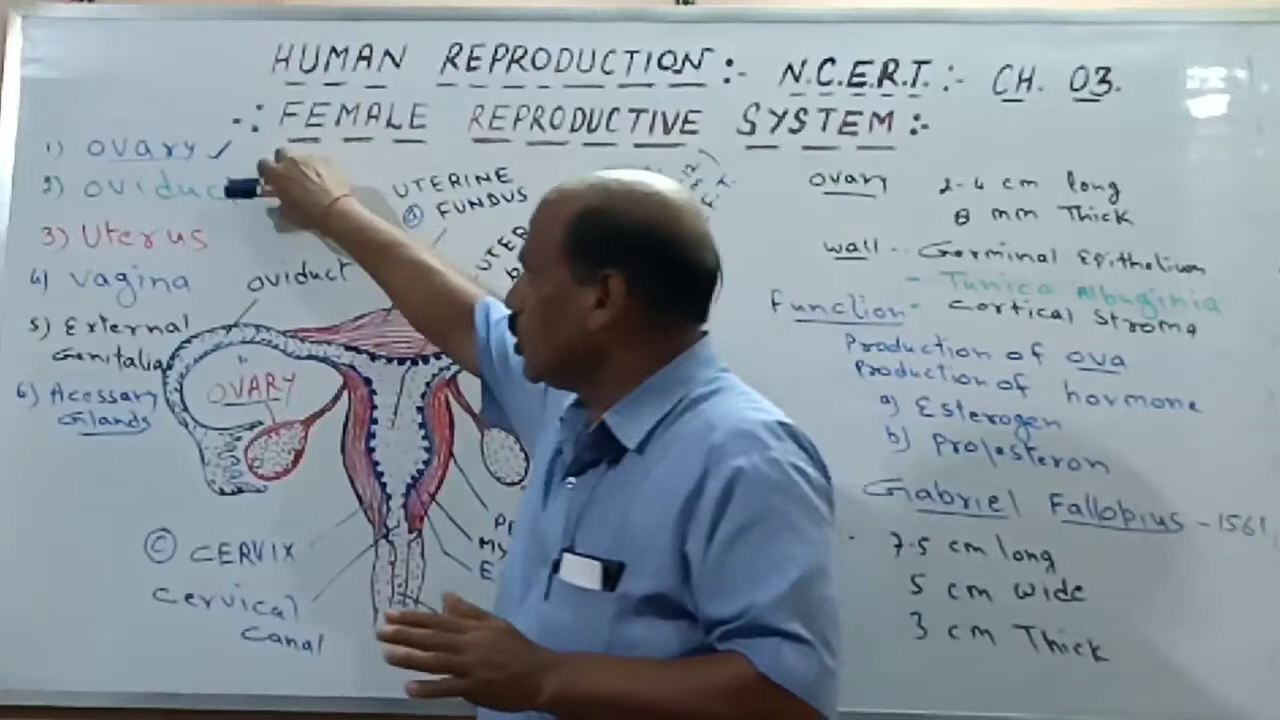 HUMAN REPRODUCTION :- N.C.E.R.T. :- CH. 03.
-: FEMALE REPRODUCTIVE SYSTEM :-
1) Ovary ✓
2) Oviduc
3) Uterus
4) Vagina
5) External
Genitalia
6) Acessary
Glands
UTERINE
FUNDUS
UTER
oviduct
OVARY
C CERVIX
Cervical
Canal
MY
E
Ovary 2-4 cm long
8 mm Thick
wall - Germinal Epithelium
- Tunica Albuginia
Function - Cortical Stroma
Production of ova
Production of hormone
a) Esterogen
b) Projesteron
Gabriel Fallopius - 1561
7.5 cm long
5 cm wide
3 cm Thick